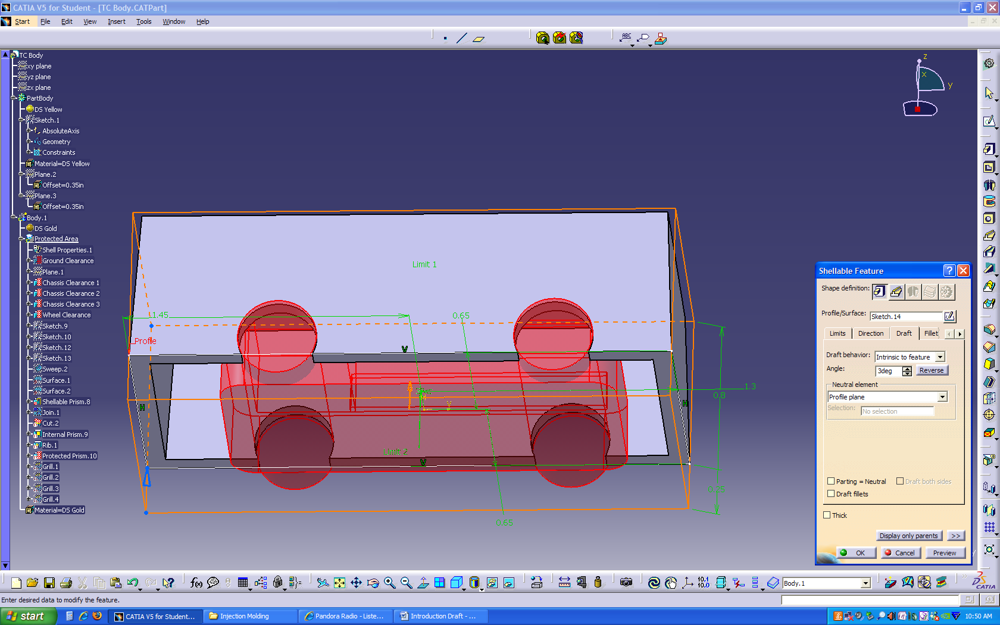 CATIA V5 for Student - [TC Body.CATPart]
Start File Edit View Insert Tools Window Help
ABC
TC Body
xy plane
yz plane
zx plane
PartBody
DS Yellow
Sketch.1
AbsoluteAxis
Geometry
Constraints
Material=DS Yellow
Plane.2
Offset=0.35in
Plane.3
Offset=0.35in
Body.1
DS Gold
Protected Area
Shell Properties.1
Ground Clearance
Plane.1
Chassis Clearance 1
Chassis Clearance 2
Chassis Clearance 3
Wheel Clearance
Sketch.9
Sketch.10
Sketch.12
Sketch.13
Sweep.2
Surface.1
Surface.2
Shellable Prism.8
Join.1
Cut.2
Internal Prism.9
Rib.1
Protected Prism.10
Grill.1
Grill.2
Grill.3
Grill.4
Material=DS Gold
z
x
y
Limit 1
1.45
0.65
Profile
V
H
1.3
0.8
H
V
0.65
Shellable Feature
Shape definition:
Profile/Surface: Sketch.14
Limits Direction Draft Fillet
Draft behavior: Intrinsic to feature
Angle: 3deg Reverse
Neutral element
Profile plane
Selection: No selection
Parting = Neutral Draft both sides
Draft fillets
Thick
Display only parents >>
OK Cancel Preview
f(x)
10.1
10,0
Body.1
CATIA
Enter desired data to modify the feature.
start CATIA V5 for Student... Injection Molding Pandora Radio - Liste... Introduction Draft - ... 10:50 AM